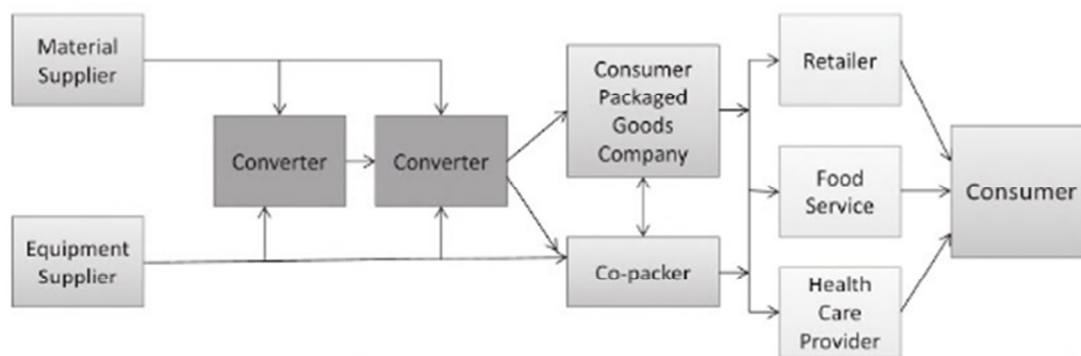 Material
Supplier
Equipment
Supplier
Converter
Converter
Consumer
Packaged
Goods
Company
Co-packer
Retailer
Food
Service
Health
Care
Provider
Consumer